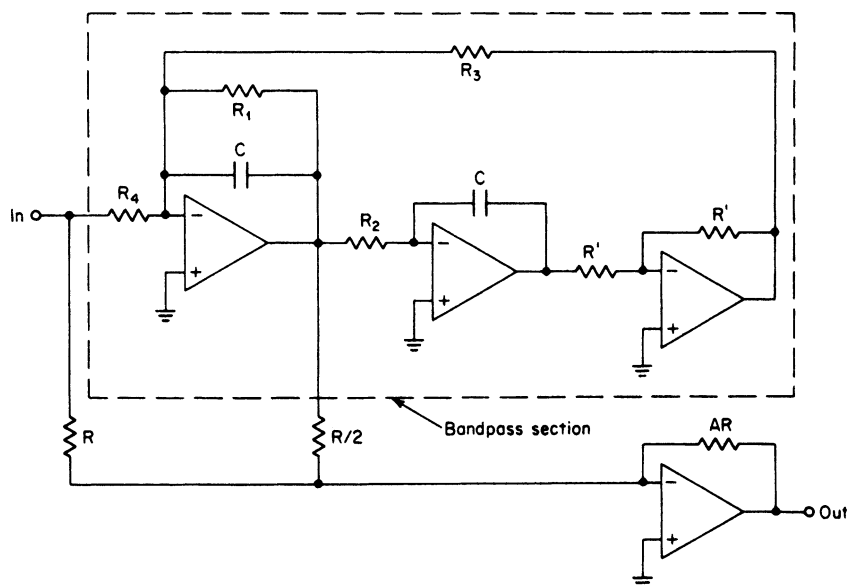 R₃
R₁
C
In
R₄
−
+
R₂
C
−
+
R'
R'
−
+
R
R/2
Bandpass section
AR
−
+
Out